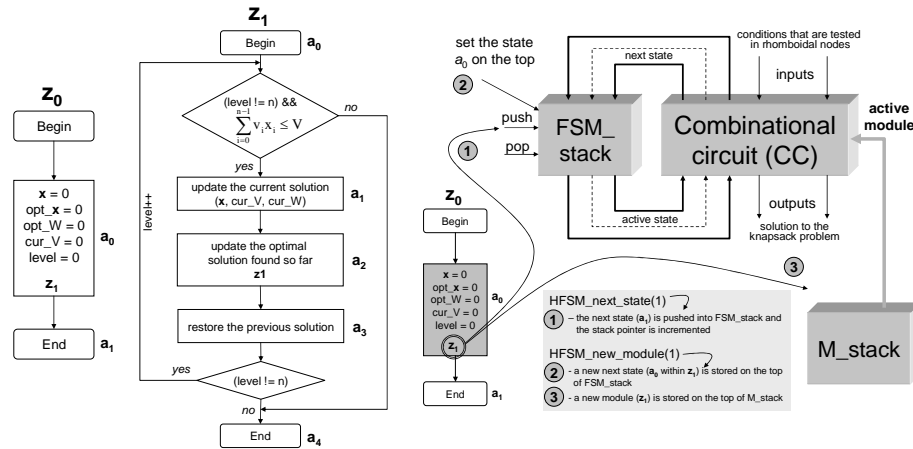 z0
Begin
x = 0
opt_x = 0
opt_W = 0
cur_V = 0
level = 0
z1
a0
End
a1
z1
Begin
a0
(level != n) &&
n−1
∑ vixi ≤ V
i=0
no
yes
level++
update the current solution
(x, cur_V, cur_W)
a1
update the optimal
solution found so far
z1
a2
restore the previous solution
a3
yes
(level != n)
no
End
a4
set the state
a0 on the top
2
push
pop
1
next state
FSM_
stack
active state
conditions that are tested
in rhomboidal nodes
inputs
Combinational
circuit (CC)
active
module
outputs
solution to the
knapsack problem
z0
Begin
x = 0
opt_x = 0
opt_W = 0
cur_V = 0
level = 0
z1
a0
End
a1
3
M_stack
HFSM_next_state(1)
1 – the next state (a1) is pushed into FSM_stack and
the stack pointer is incremented
HFSM_new_module(1)
2 - a new next state (a0 within z1) is stored on the top
of FSM_stack
3 - a new module (z1) is stored on the top of M_stack